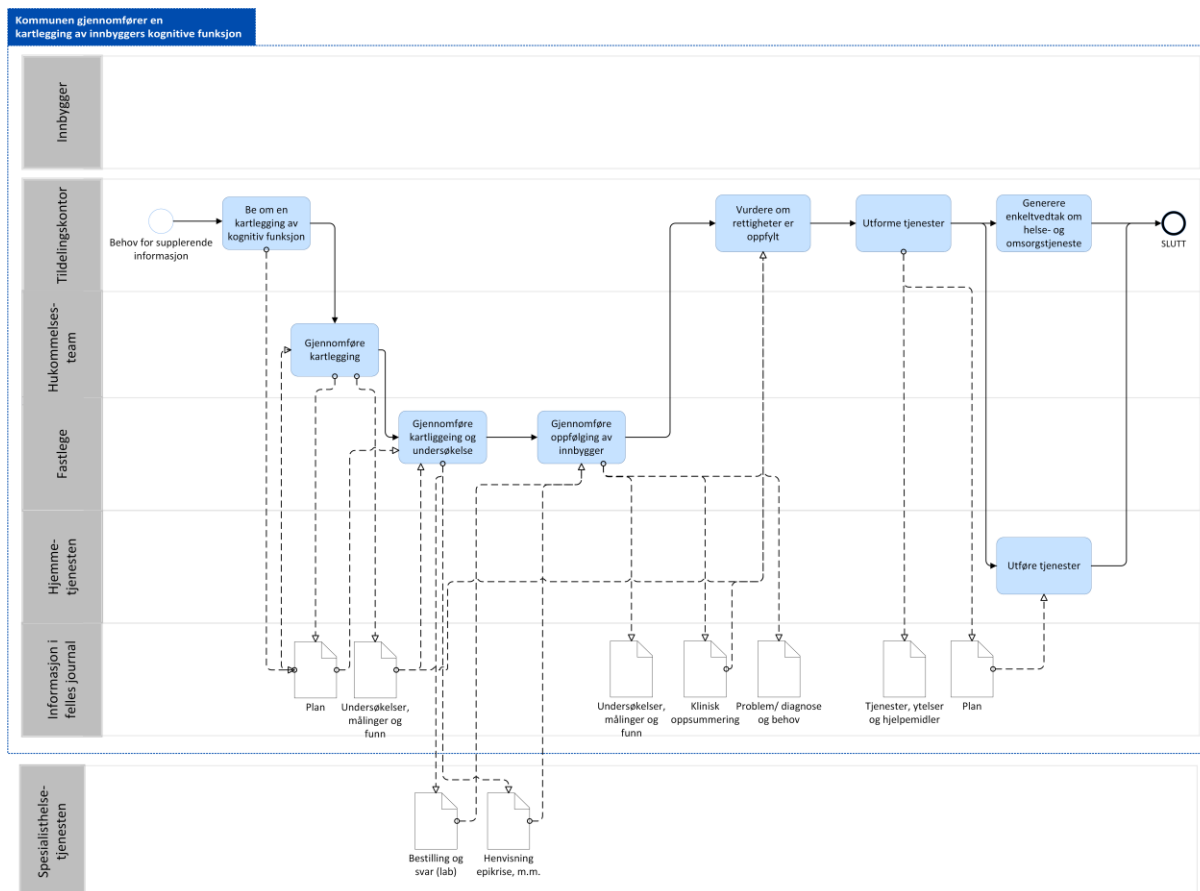 Kommunen gjennomfører en
kartlegging av innbyggers kognitive funksjon
Innbygger
Tildelingskontor
Behov for supplerende
informasjon
Be om en
kartlegging av
kognitiv funksjon
Vurdere om
rettigheter er
oppfylt
Utforme tjenester
Generere
enkeltvedtak om
helse- og
omsorgstjeneste
SLUTT
Hukommelses-
team
Gjennomføre
kartlegging
Fastlege
Gjennomføre
kartliggeing og
undersøkelse
Gjennomføre
oppfølging av
innbygger
Hjemme-
tjenesten
Utføre tjenester
Informasjon i
felles journal
Plan
Undersøkelser,
målinger og
funn
Undersøkelser,
målinger og
funn
Klinisk
oppsummering
Problem/ diagnose
og behov
Tjenester, ytelser
og hjelpemidler
Plan
Spesialisthelse-
tjenesten
Bestilling og
svar (lab)
Henvisning
epikrise, m.m.